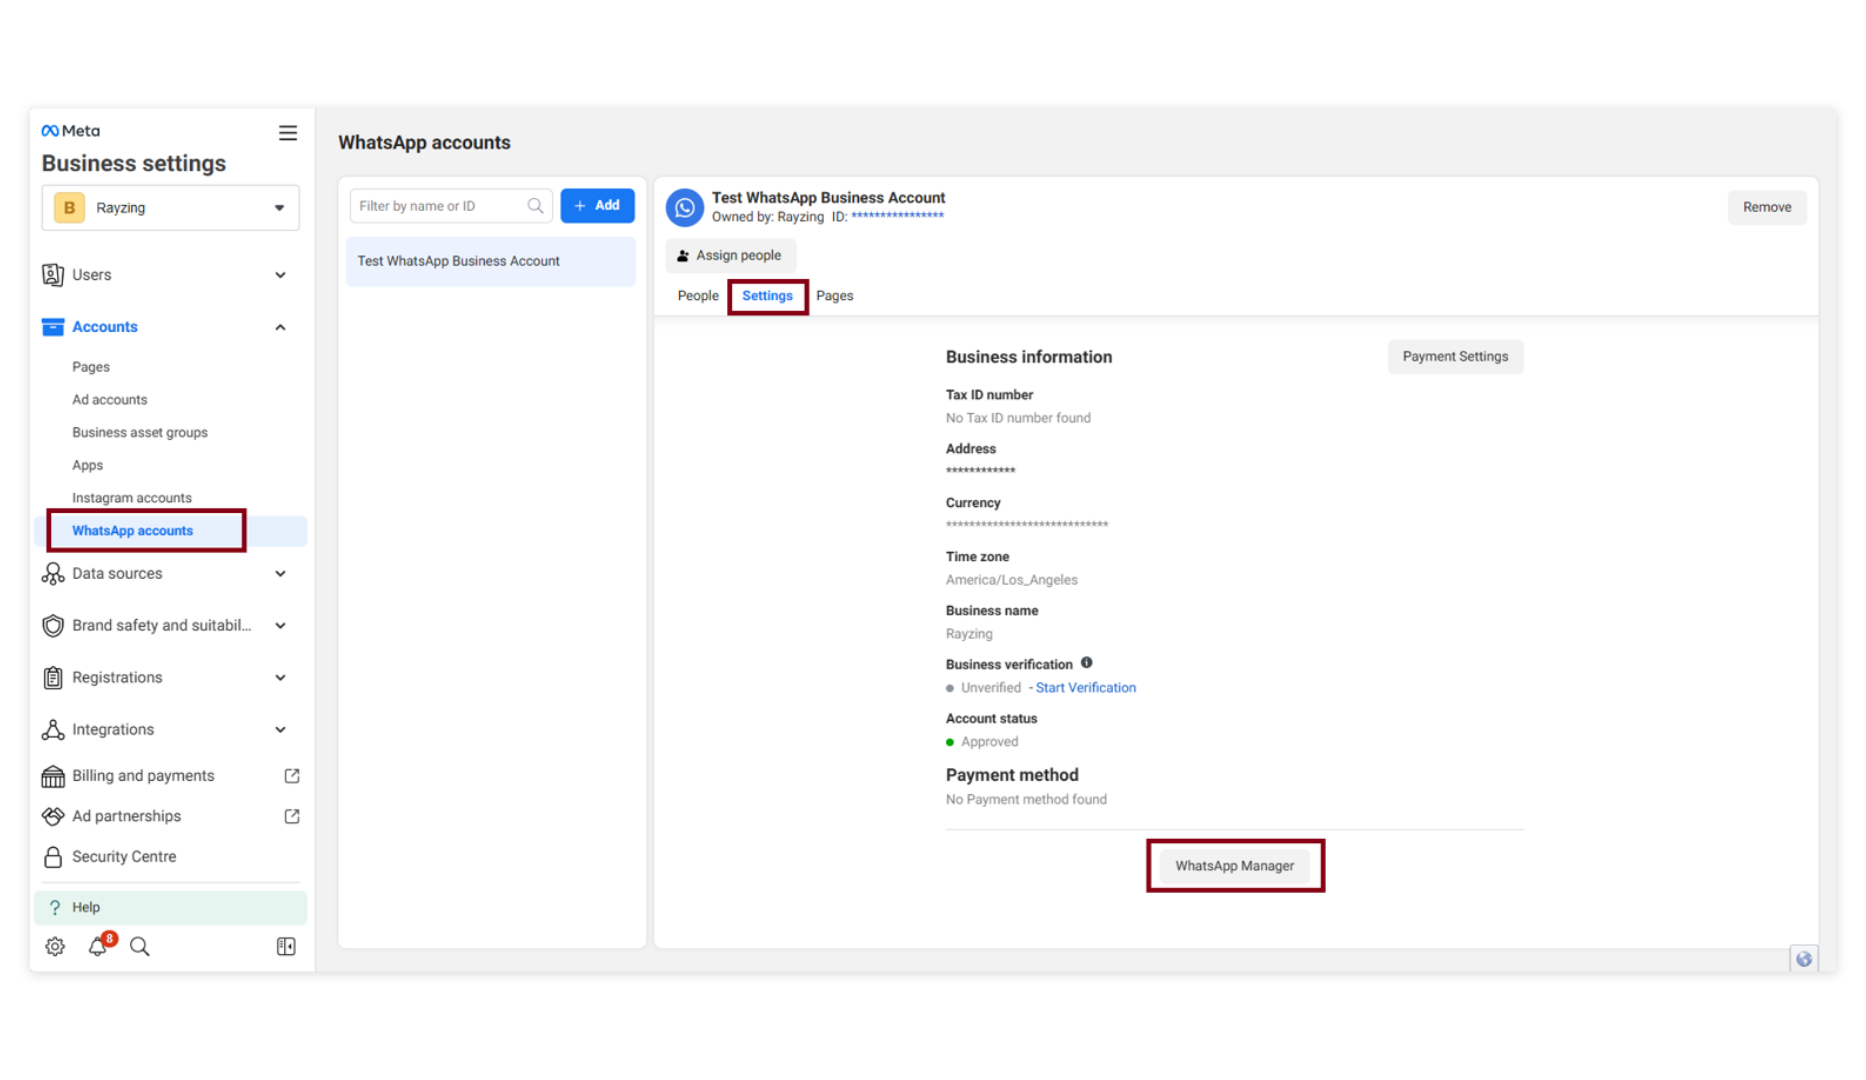 Meta
Business settings
B Rayzing
Users
Accounts
Pages
Ad accounts
Business asset groups
Apps
Instagram accounts
WhatsApp accounts
Data sources
Brand safety and suitabil...
Registrations
Integrations
Billing and payments
Ad partnerships
Security Centre
? Help
8
WhatsApp accounts
Filter by name or ID
+ Add
Test WhatsApp Business Account
Test WhatsApp Business Account
Owned by: Rayzing ID: ****************
Remove
Assign people
People Settings Pages
Business information
Payment Settings
Tax ID number
No Tax ID number found
Address
************
Currency
****************************
Time zone
America/Los_Angeles
Business name
Rayzing
Business verification
Unverified - Start Verification
Account status
Approved
Payment method
No Payment method found
WhatsApp Manager